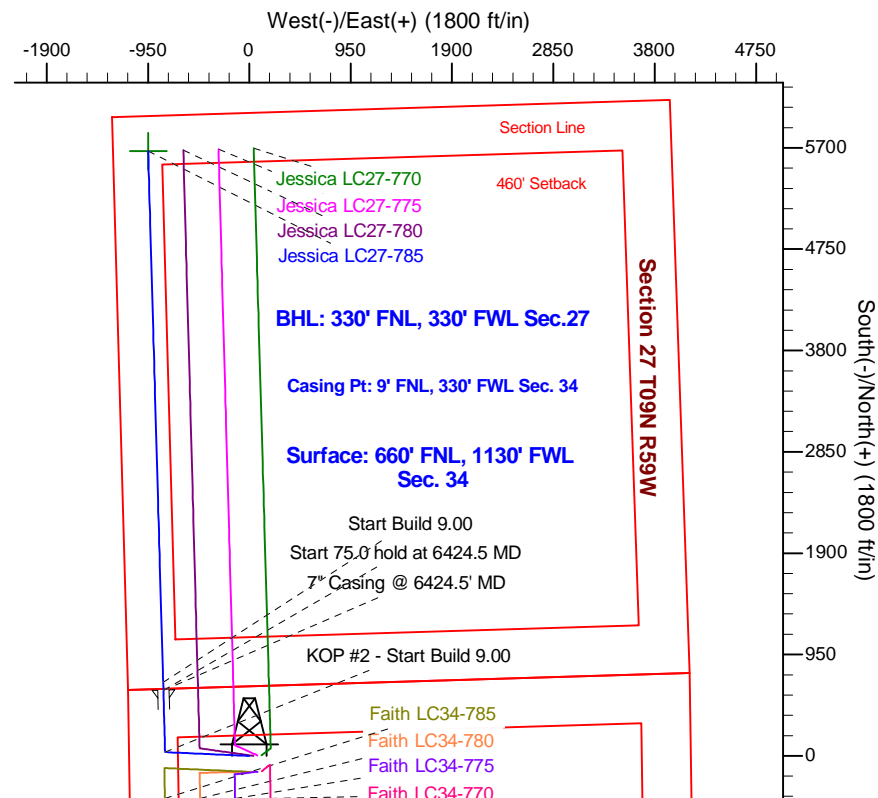 West(-)/East(+) (1800 ft/in)
-1900 -950 0 950 1900 2850 3800 4750
Section Line
5700
460' Setback
Jessica LC27-770
Jessica LC27-775
Jessica LC27-780
Jessica LC27-785
4750
Section 27 T09N R59W
South(-)/North(+) (1800 ft/in)
BHL: 330' FNL, 330' FWL Sec.27
3800
Casing Pt: 9' FNL, 330' FWL Sec. 34
2850
Surface: 660' FNL, 1130' FWL
Sec. 34
Start Build 9.00
1900
Start 75.0 hold at 6424.5 MD
7" Casing @ 6424.5' MD
KOP #2 - Start Build 9.00
950
Faith LC34-785
Faith LC34-780
0
Faith LC34-775
Faith LC34-770